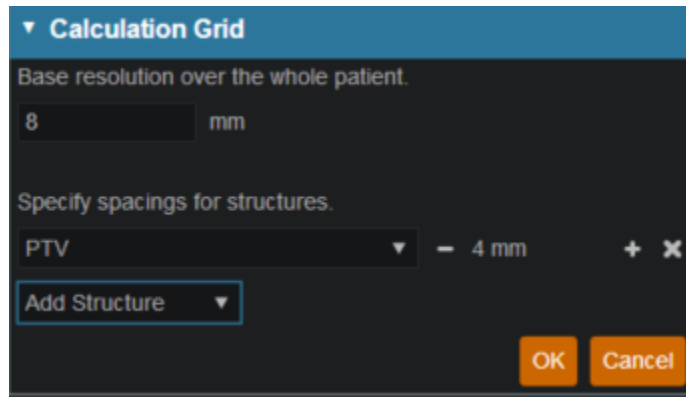 Calculation Grid
Base resolution over the whole patient.
8 mm
Specify spacings for structures.
PTV − 4 mm + ×
Add Structure
OK Cancel